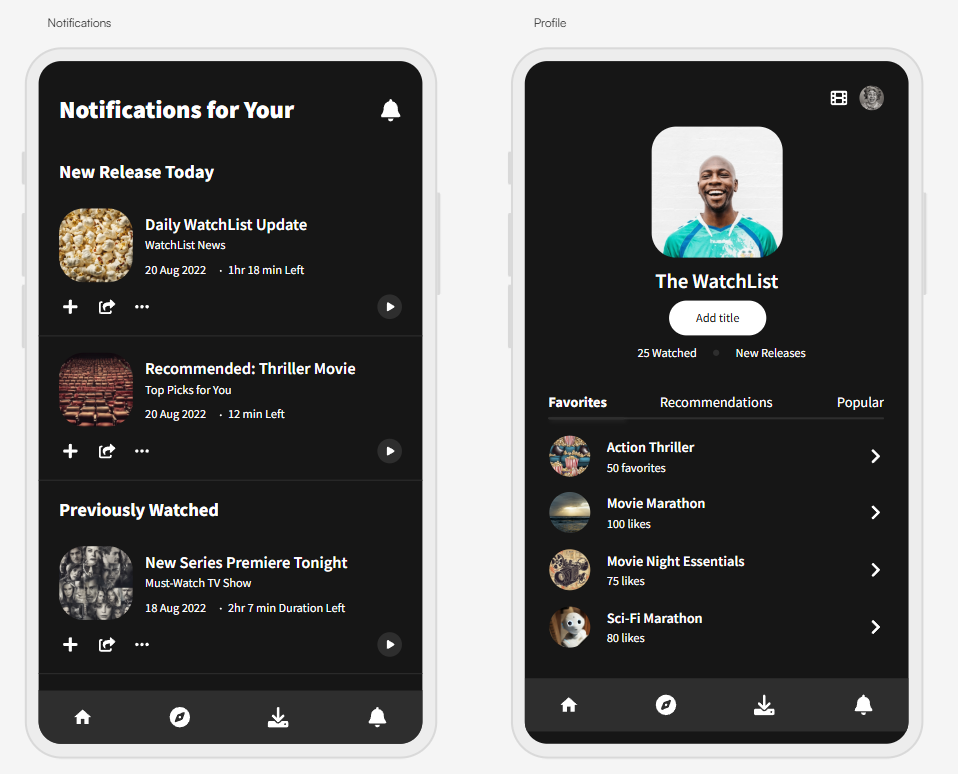 Notifications
Notifications for Your
New Release Today
Daily WatchList Update
WatchList News
20 Aug 2022 · 1hr 18 min Left
Recommended: Thriller Movie
Top Picks for You
20 Aug 2022 · 12 min Left
Previously Watched
New Series Premiere Tonight
Must-Watch TV Show
18 Aug 2022 · 2hr 7 min Duration Left
Profile
The WatchList
Add title
25 Watched New Releases
Favorites Recommendations Popular
Action Thriller
50 favorites
Movie Marathon
100 likes
Movie Night Essentials
75 likes
Sci-Fi Marathon
80 likes